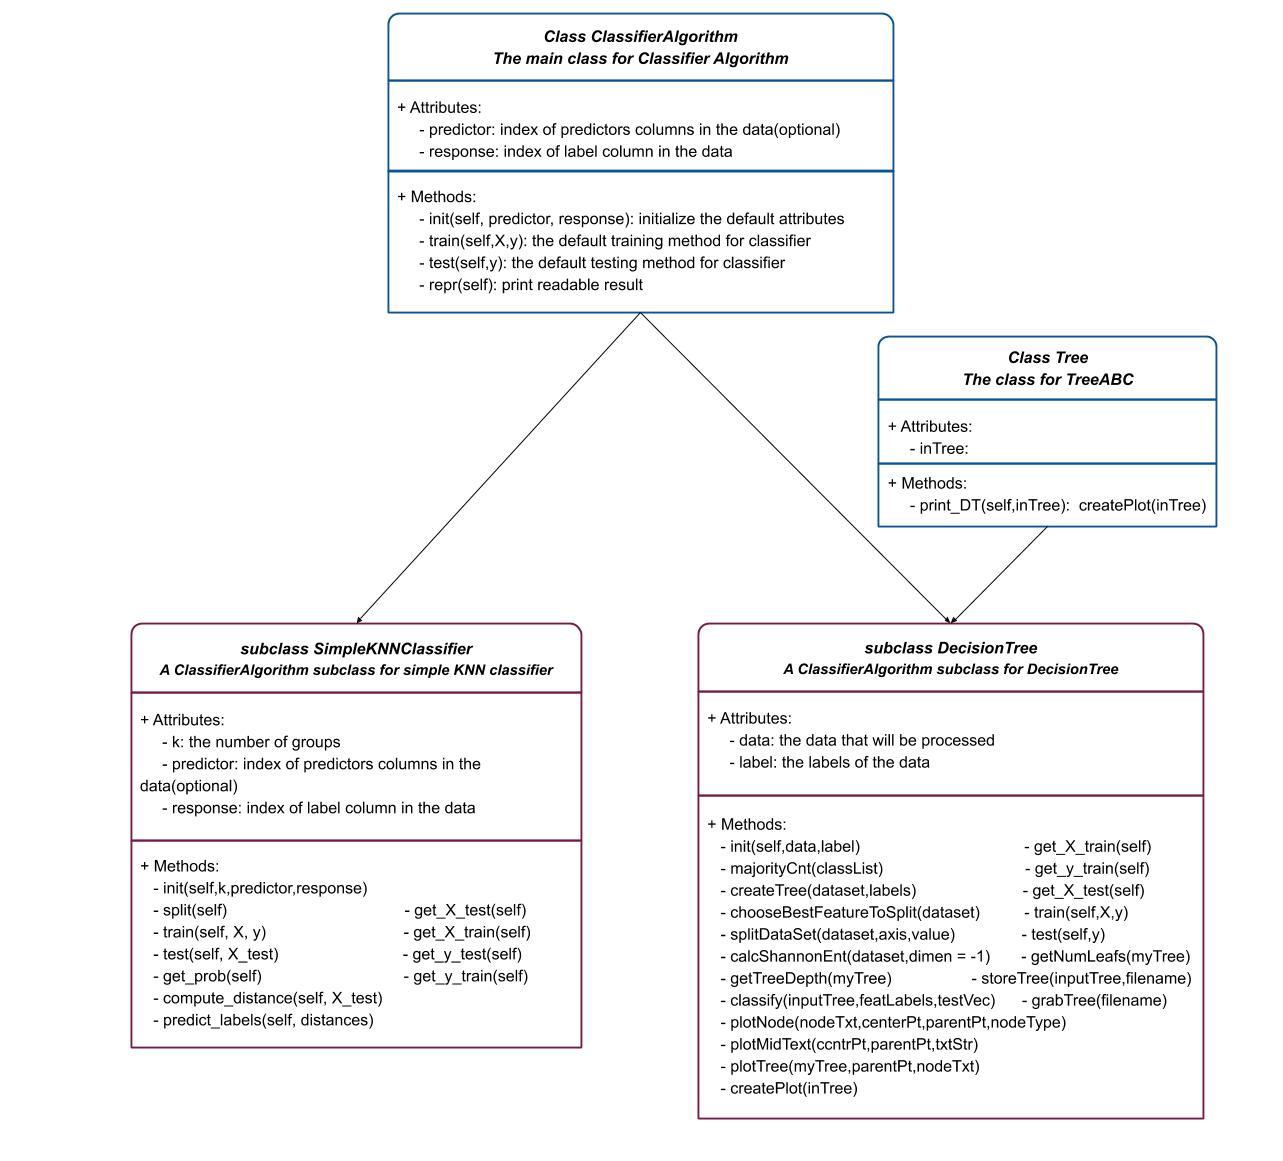 Class ClassifierAlgorithm
The main class for Classifier Algorithm
+ Attributes:
- predictor: index of predictors columns in the data(optional)
- response: index of label column in the data
+ Methods:
- init(self, predictor, response): initialize the default attributes
- train(self,X,y): the default training method for classifier
- test(self,y): the default testing method for classifier
- repr(self): print readable result
Class Tree
The class for TreeABC
+ Attributes:
- inTree:
+ Methods:
- print_DT(self,inTree):  createPlot(inTree)
subclass SimpleKNNClassifier
A ClassifierAlgorithm subclass for simple KNN classifier
+ Attributes:
- k: the number of groups
- predictor: index of predictors columns in the
data(optional)
- response: index of label column in the data
+ Methods:
- init(self,k,predictor,response)
- split(self) - get_X_test(self)
- train(self, X, y) - get_X_train(self)
- test(self, X_test) - get_y_test(self)
- get_prob(self) - get_y_train(self)
- compute_distance(self, X_test)
- predict_labels(self, distances)
subclass DecisionTree
A ClassifierAlgorithm subclass for DecisionTree
+ Attributes:
- data: the data that will be processed
- label: the labels of the data
+ Methods:
- init(self,data,label) - get_X_train(self)
- majorityCnt(classList) - get_y_train(self)
- createTree(dataset,labels) - get_X_test(self)
- chooseBestFeatureToSplit(dataset) - train(self,X,y)
- splitDataSet(dataset,axis,value) - test(self,y)
- calcShannonEnt(dataset,dimen = -1) - getNumLeafs(myTree)
- getTreeDepth(myTree) - storeTree(inputTree,filename)
- classify(inputTree,featLabels,testVec) - grabTree(filename)
- plotNode(nodeTxt,centerPt,parentPt,nodeType)
- plotMidText(ccntrPt,parentPt,txtStr)
- plotTree(myTree,parentPt,nodeTxt)
- createPlot(inTree)